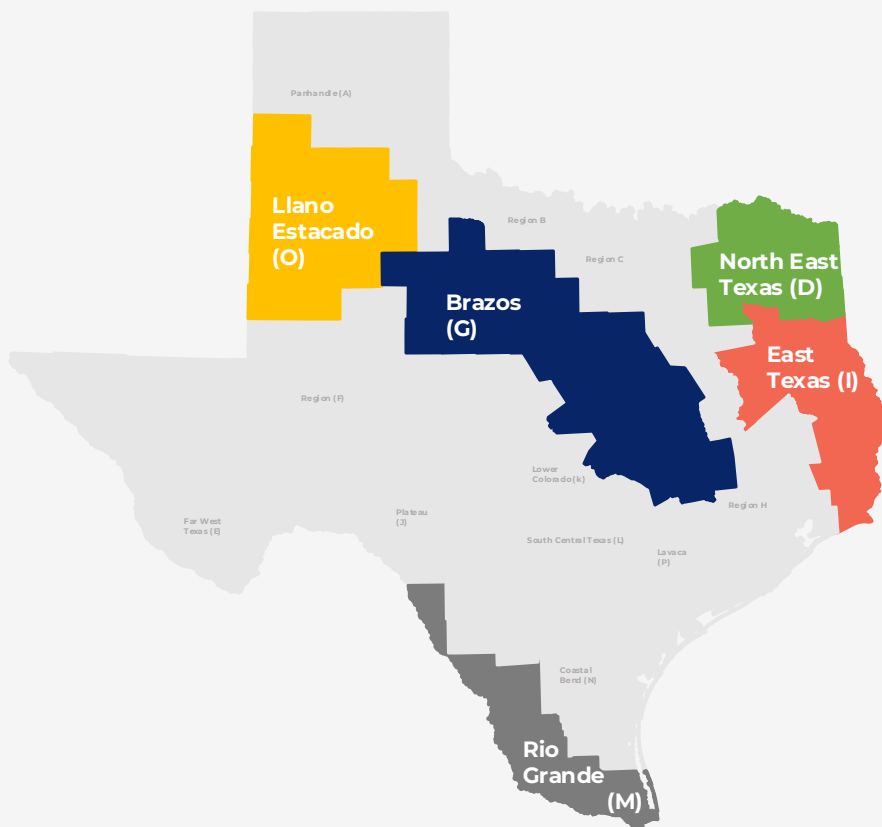 Panhandle (A)
Llano
Estacado
(O)
Region B
Region C
North East
Texas (D)
Brazos
(G)
East
Texas (I)
Region (F)
Lower
Colorado (k)
Region H
Plateau
(J)
Far West
Texas (E)
South Central Texas (L)
Lavaca
(P)
Coastal
Bend (N)
Rio
Grande
(M)